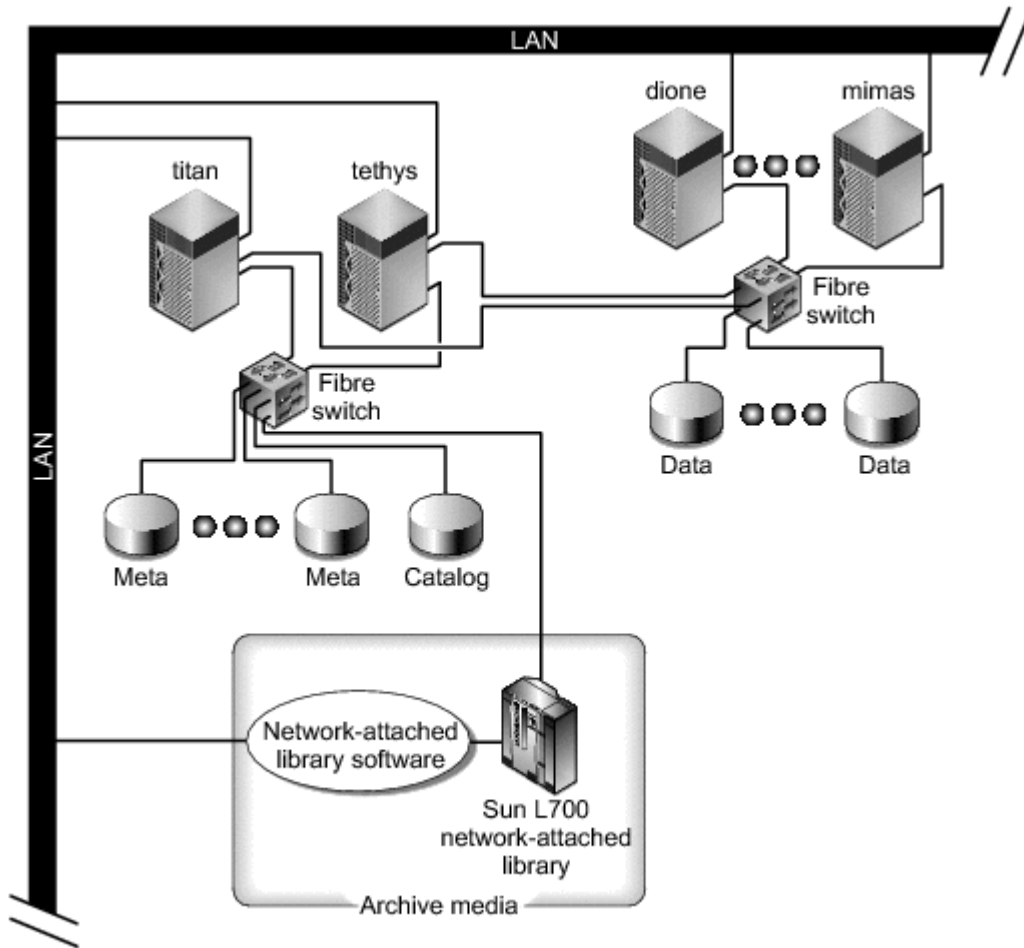 LAN
dione
mimas
titan
tethys
Fibre
switch
Fibre
switch
Data
Data
LAN
Meta
Meta
Catalog
Network-attached
library software
Sun L700
network-attached
library
Archive media